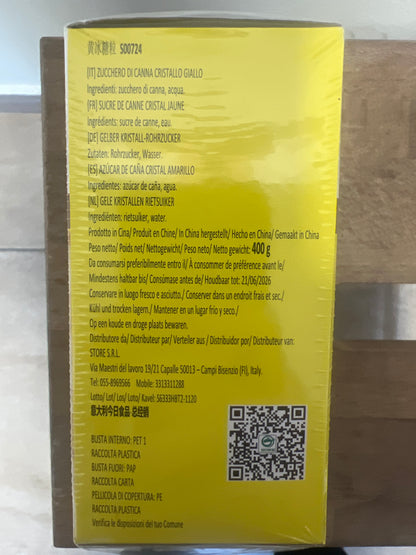 黄冰糖粒 S00724
[IT] ZUCCHERO DI CANNA CRISTALLO GIALLO
Ingredienti: zucchero di canna, acqua.
[FR] SUCRE DE CANNE CRISTAL JAUNE
Ingrédients: sucre de canne, eau.
[DE] GELBER KRISTALL-ROHRZUCKER
Zutaten: Rohrzucker, Wasser.
[ES] AZÚCAR DE CAÑA CRISTAL AMARILLO
Ingredientes: azúcar de caña, agua.
[NL] GELE KRISTALLEN RIETSUIKER
Ingrediënten: rietsuiker, water.
Prodotto in Cina/ Produit en Chine/ In China hergestellt/ Hecho en China/ Gemaakt in China
Peso netto/ Poids net/ Nettogewicht/ Peso neto/ Netto gewicht: 400 g
Da consumarsi preferibilmente entro il/ À consommer de préférence avant le/
Mindestens haltbar bis/ Consúmase antes de/ Houdbaar tot: 21/06/2026
Conservare in luogo fresco e asciutto./ Conserver dans un endroit frais et sec./
Kühl und trocken lagern./ Mantener en un lugar frío y seco./
Op een koude en droge plaats bewaren.
Distributore da/ Distributeur par/ Verteiler aus / Distribuidor por/ Distributeur van:
STORE S.R.L.
Via Maestri del lavoro 19/21 Capalle 50013 – Campi Bisenzio (FI), Italy.
Tel: 055-8969566 Mobile: 3313311288
Lotto/ Lot/ Los/ Loto/ Kavel: S6333H8T2-1120
意大利今日食品 总经销
BUSTA INTERNO: PET 1
RACCOLTA PLASTICA
BUSTA FUORI: PAP
RACCOLTA CARTA
PELLICOLA DI COPERTURA: PE
RACCOLTA PLASTICA
Verifica le disposizioni del tuo Comune